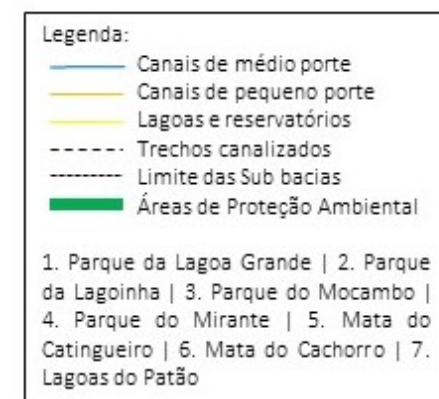 Legenda:
Canais de médio porte
Canais de pequeno porte
Lagoas e reservatórios
Trechos canalizados
Limite das Sub bacias
Áreas de Proteção Ambiental
1. Parque da Lagoa Grande | 2. Parque
da Lagoinha | 3. Parque do Mocambo |
4. Parque do Mirante | 5. Mata do
Catingueiro | 6. Mata do Cachorro | 7.
Lagoas do Patão